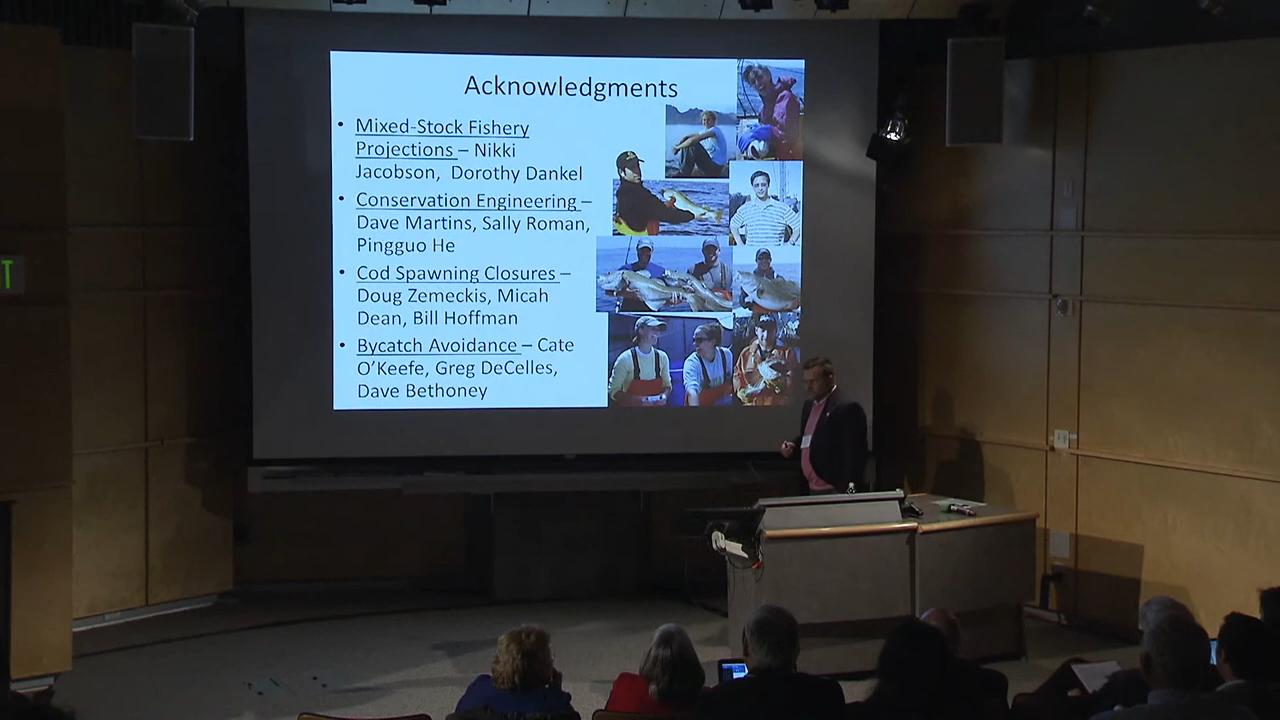 Acknowledgments
• Mixed-Stock Fishery
Projections – Nikki
Jacobson, Dorothy Dankel
• Conservation Engineering –
Dave Martins, Sally Roman,
Pingguo He
• Cod Spawning Closures –
Doug Zemeckis, Micah
Dean, Bill Hoffman
• Bycatch Avoidance – Cate
O'Keefe, Greg DeCelles,
Dave Bethoney
T